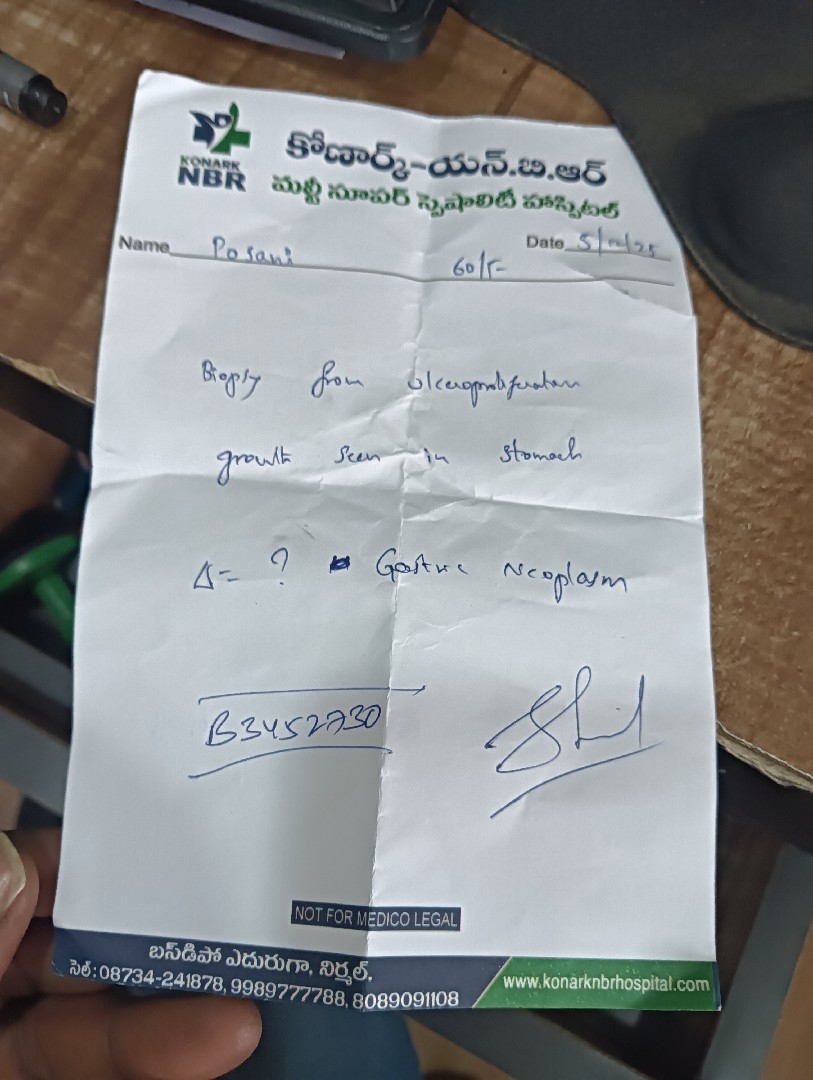 KONARK
NBR
కోణార్క్-యన్.బి.ఆర్
మల్టీ సూపర్ స్పెషాలిటీ హాస్పిటల్
Name Posani 60/F Date 5/12/25
Biopsy from ulceroproliferative
growth seen in stomach
Δ= ? Gastric Neoplasm
B3452730
NOT FOR MEDICO LEGAL
బస్‌డిపో ఎదురుగా, నిర్మల్.
సెల్: 08734-241878, 9989777788, 8089091108
www.konarknbrhospital.com